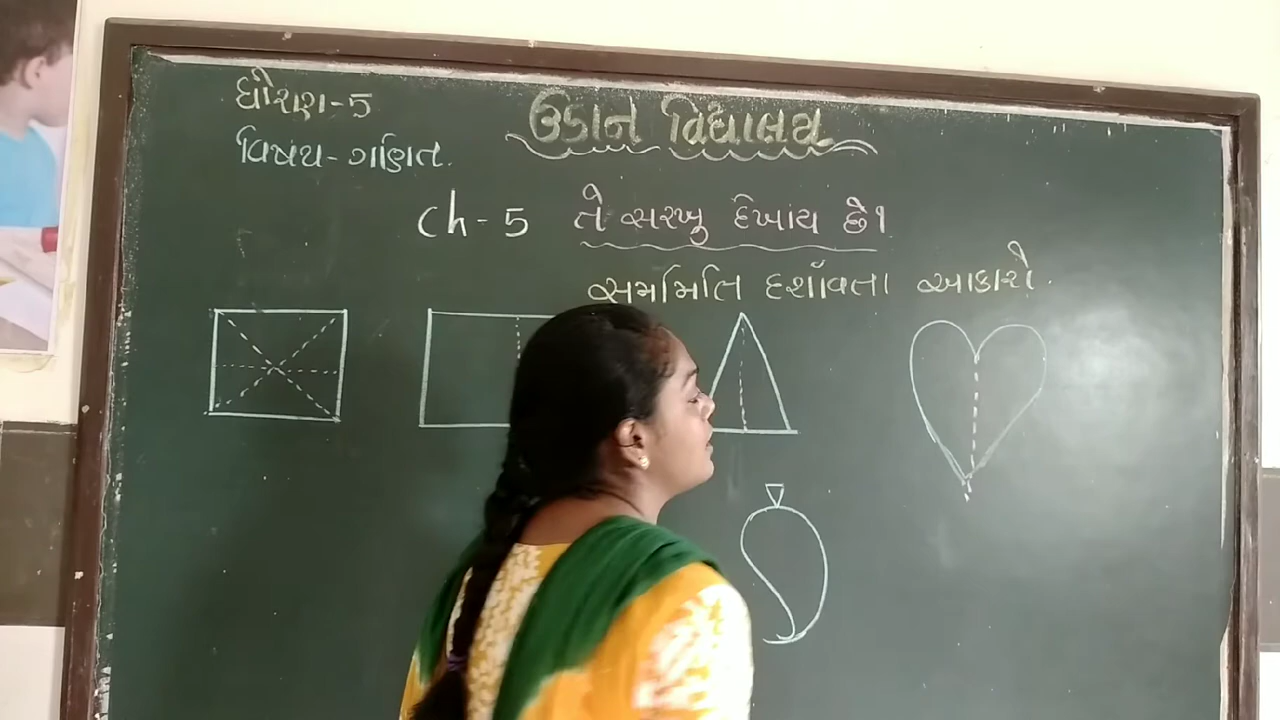 ધોરણ-5
ઉડાન વિદ્યાલય
વિષય-ગણિત.
ch-5 તે સરખુ દેખાય છે!
સમમિતિ દર્શાવતા આકારો.